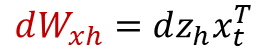 dW_{xh} = dz_h x_t^T